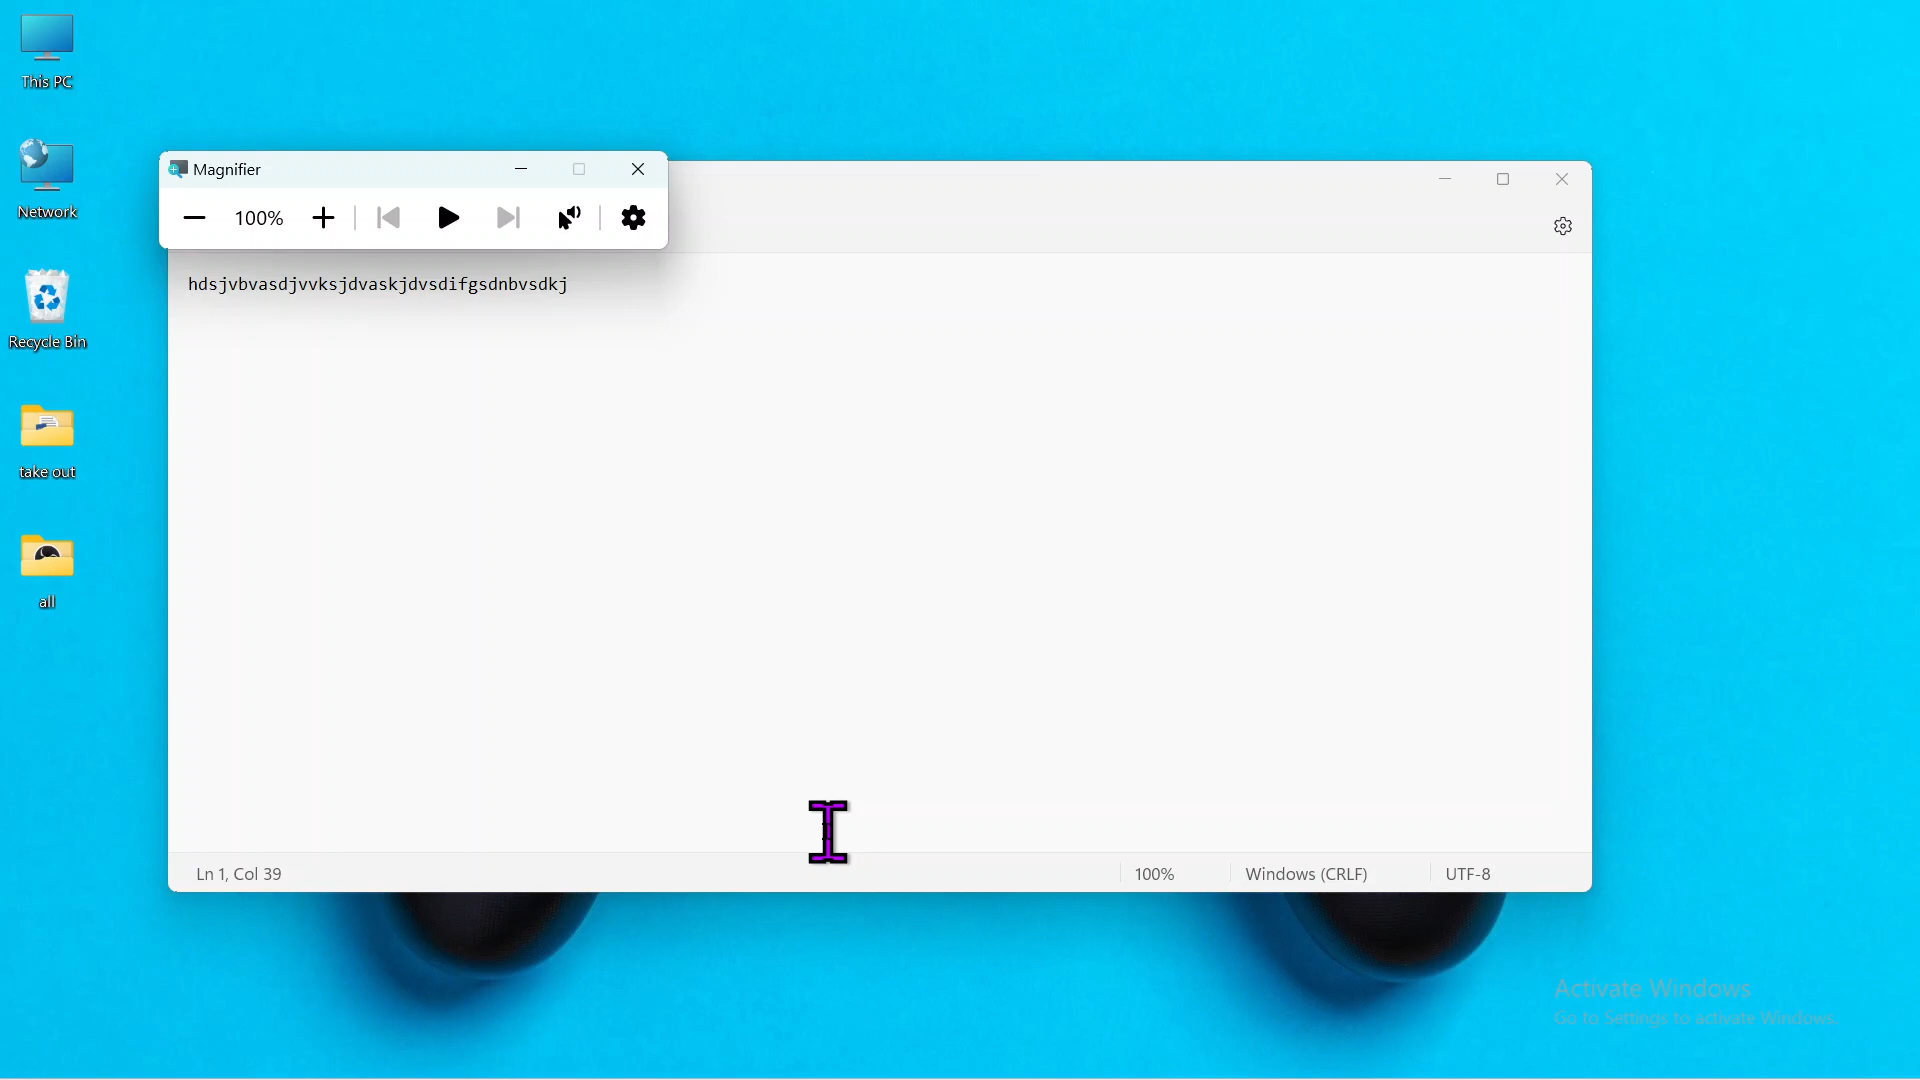 This PC
Network
Recycle Bin
take out
all
Magnifier
100%
hdsjvbvasdjvvksjdvaskjdvsdifgsdnbvsdkj
Ln 1, Col 39
100%
Windows (CRLF)
UTF-8
Activate Windows
Go to Settings to activate Windows.